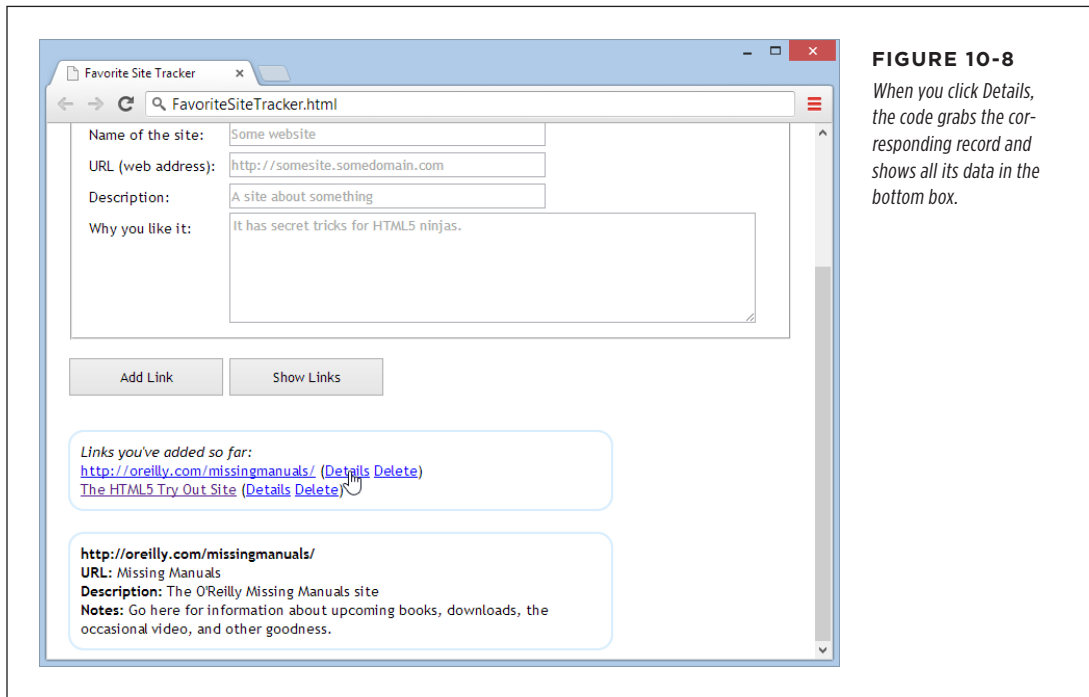 Favorite Site Tracker
FavoriteSiteTracker.html
Name of the site: Some website
URL (web address): http://somesite.somedomain.com
Description: A site about something
Why you like it: It has secret tricks for HTML5 ninjas.
Add Link Show Links
Links you've added so far:
http://oreilly.com/missingmanuals/ (Details Delete)
The HTML5 Try Out Site (Details Delete)
http://oreilly.com/missingmanuals/
URL: Missing Manuals
Description: The O'Reilly Missing Manuals site
Notes: Go here for information about upcoming books, downloads, the
occasional video, and other goodness.
FIGURE 10-8
When you click Details,
the code grabs the cor-
responding record and
shows all its data in the
bottom box.